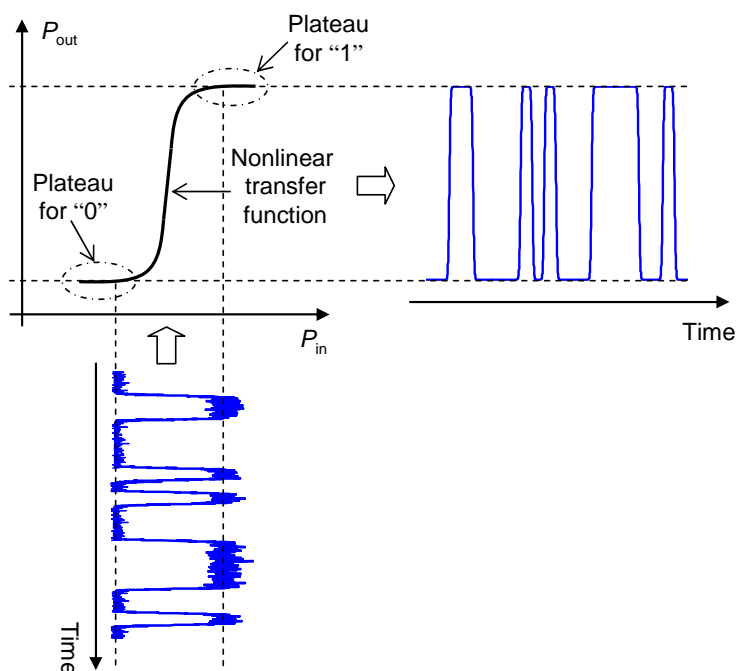 P_out
Plateau
for “1”
Plateau
for “0”
Nonlinear
transfer
function
P_in
Time
Time